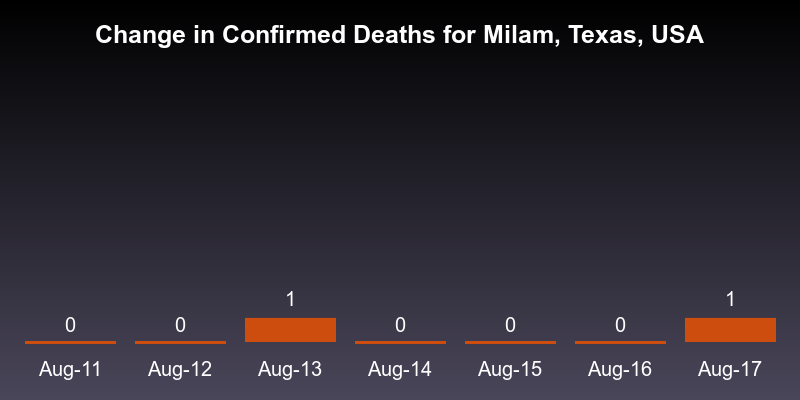 Change in Confirmed Deaths for Milam, Texas, USA
0 0 1 0 0 0 1
Aug-11 Aug-12 Aug-13 Aug-14 Aug-15 Aug-16 Aug-17